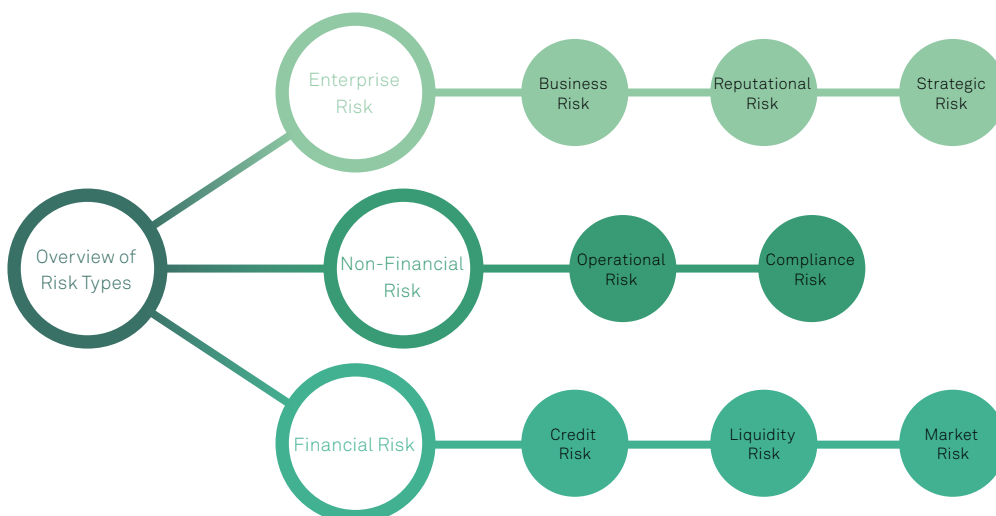 Enterprise
Risk
Business
Risk
Reputational
Risk
Strategic
Risk
Overview of
Risk Types
Non-Financial
Risk
Operational
Risk
Compliance
Risk
Financial Risk
Credit
Risk
Liquidity
Risk
Market
Risk